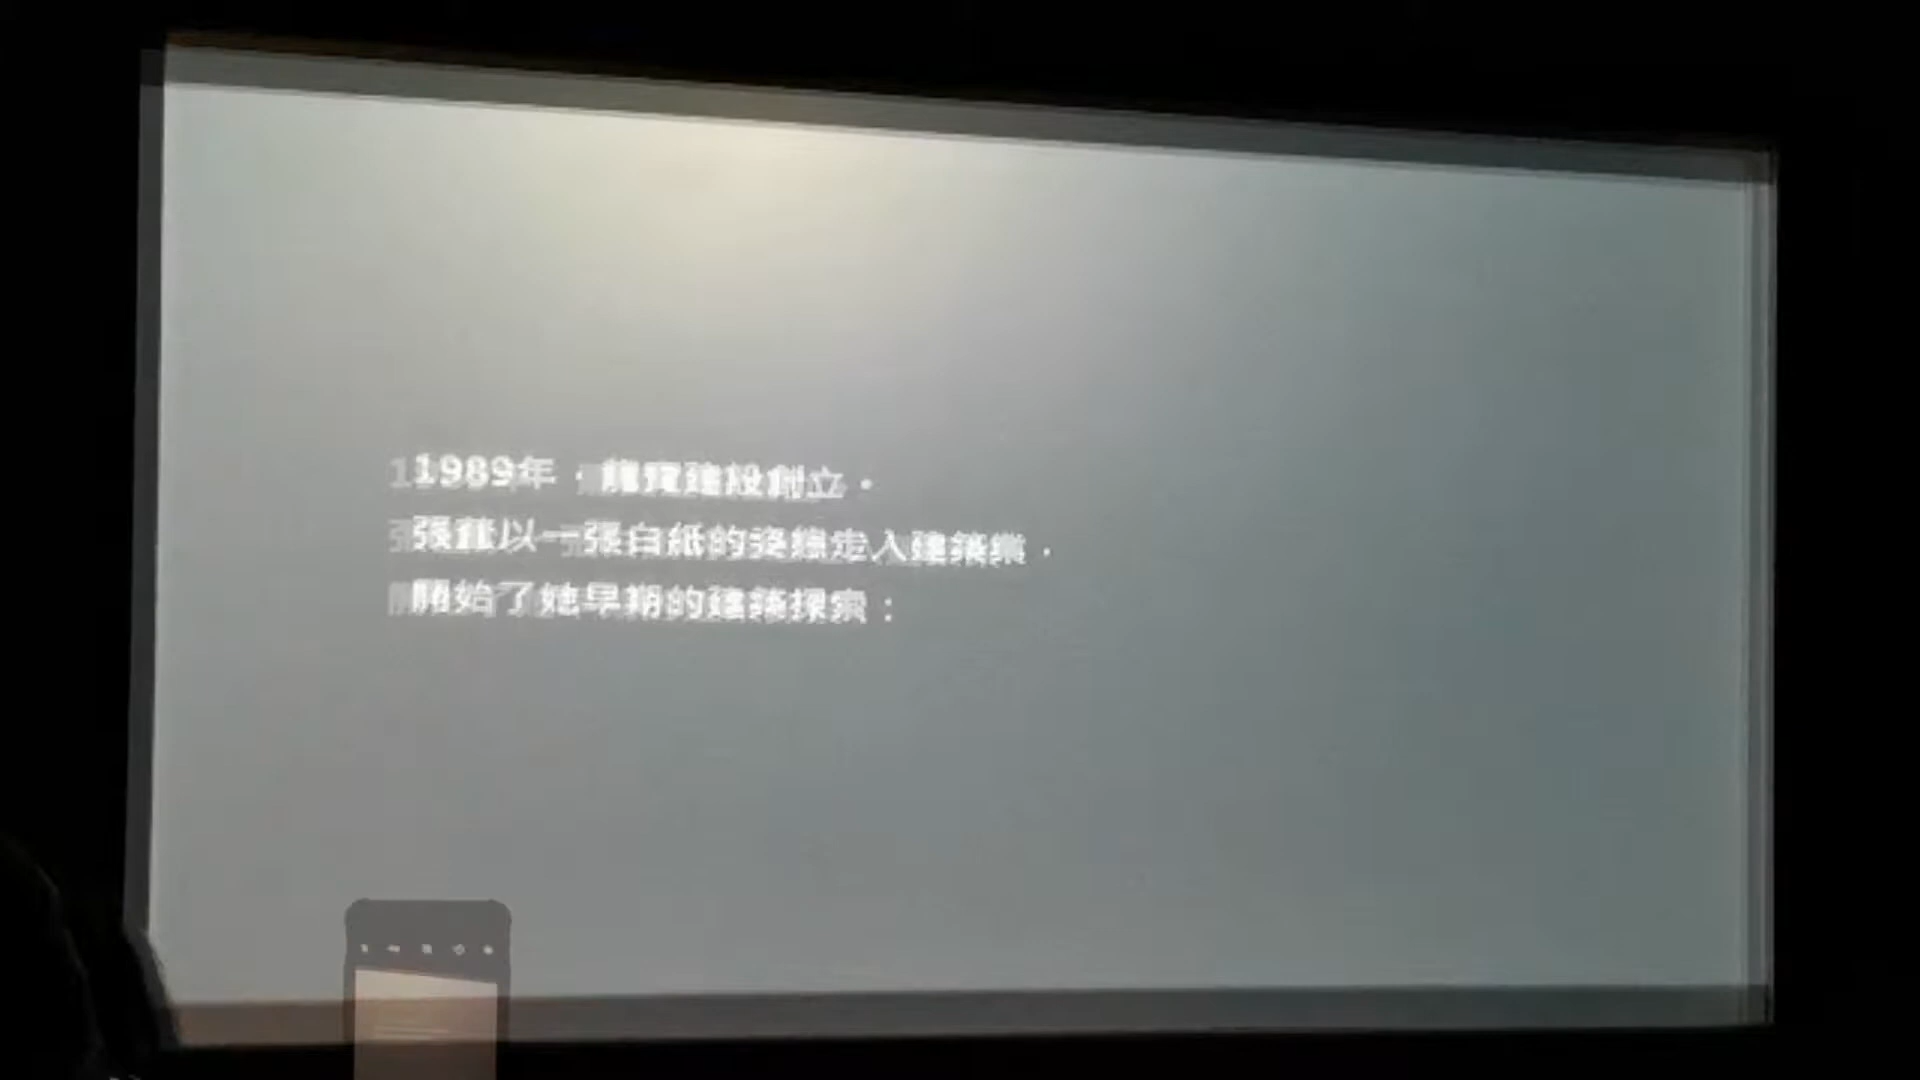 1989年，龍寶建設創立。
張以一張白紙的姿態走入建築業，
開始了她早期的建築探索：